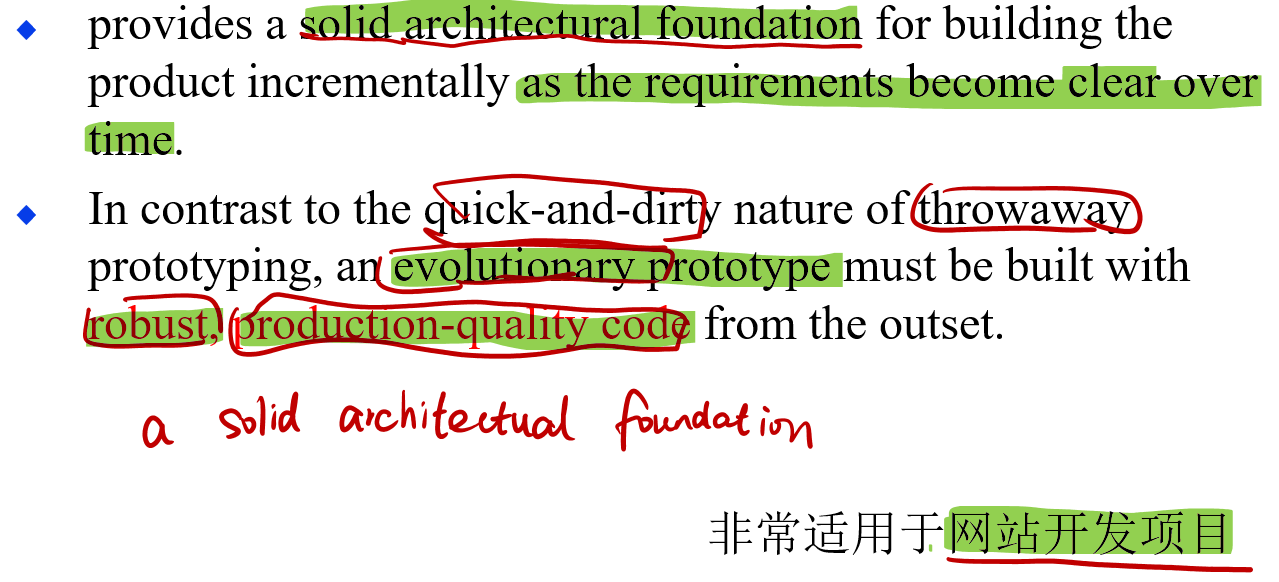 provides a solid architectural foundation for building the
product incrementally as the requirements become clear over
time.
In contrast to the quick-and-dirty nature of throwaway
prototyping, an evolutionary prototype must be built with
robust, production-quality code from the outset.
a solid architectual foundation
非常适用于网站开发项目